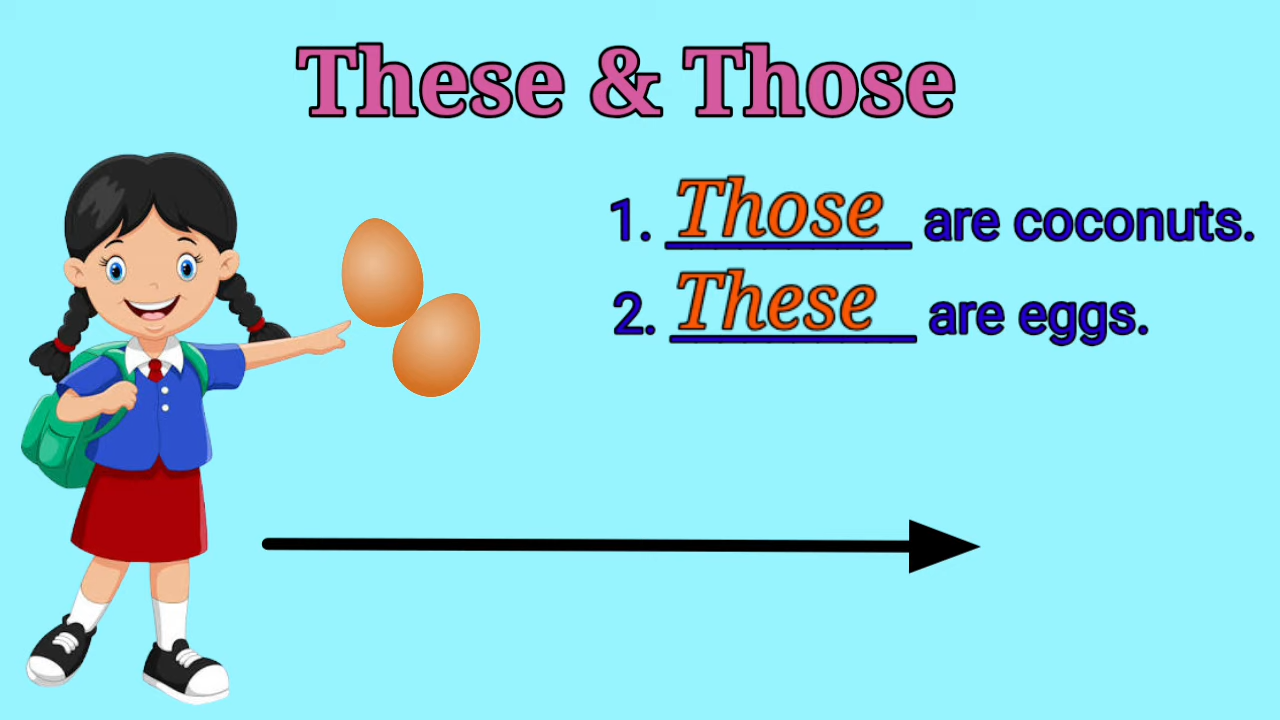 These & Those
1. Those are coconuts.
2. These are eggs.